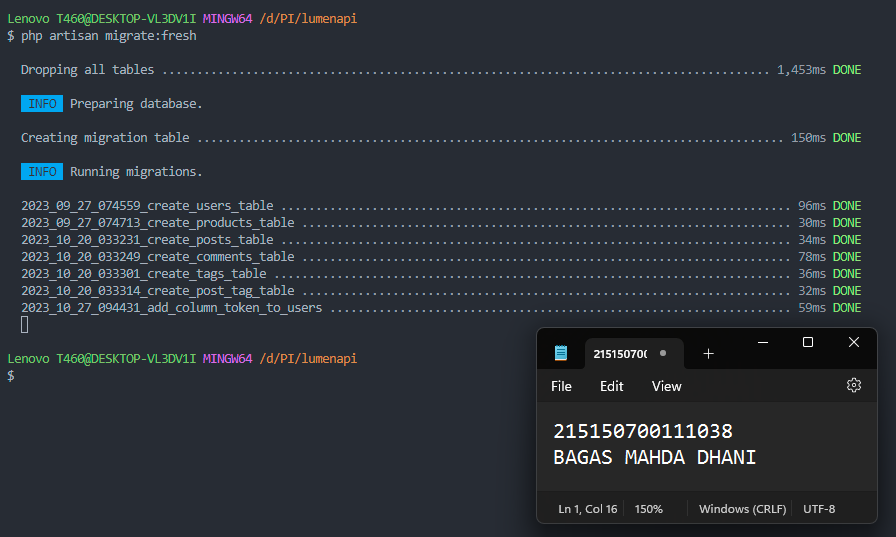 Lenovo T460@DESKTOP-VL3DV1I MINGW64 /d/PI/lumenapi
$ php artisan migrate:fresh
Dropping all tables ....................................................................................... 1,453ms DONE
INFO Preparing database.
Creating migration table .................................................................................... 150ms DONE
INFO Running migrations.
2023_09_27_074559_create_users_table ......................................................................... 96ms DONE
2023_09_27_074713_create_products_table ...................................................................... 30ms DONE
2023_10_20_033231_create_posts_table ......................................................................... 34ms DONE
2023_10_20_033249_create_comments_table ...................................................................... 78ms DONE
2023_10_20_033301_create_tags_table .......................................................................... 36ms DONE
2023_10_20_033314_create_post_tag_table ...................................................................... 32ms DONE
2023_10_27_094431_add_column_token_to_users .................................................................. 59ms DONE
Lenovo T460@DESKTOP-VL3DV1I MINGW64 /d/PI/lumenapi
$
21515070
File Edit View
215150700111038
BAGAS MAHDA DHANI
Ln 1, Col 16 150% Windows (CRLF) UTF-8